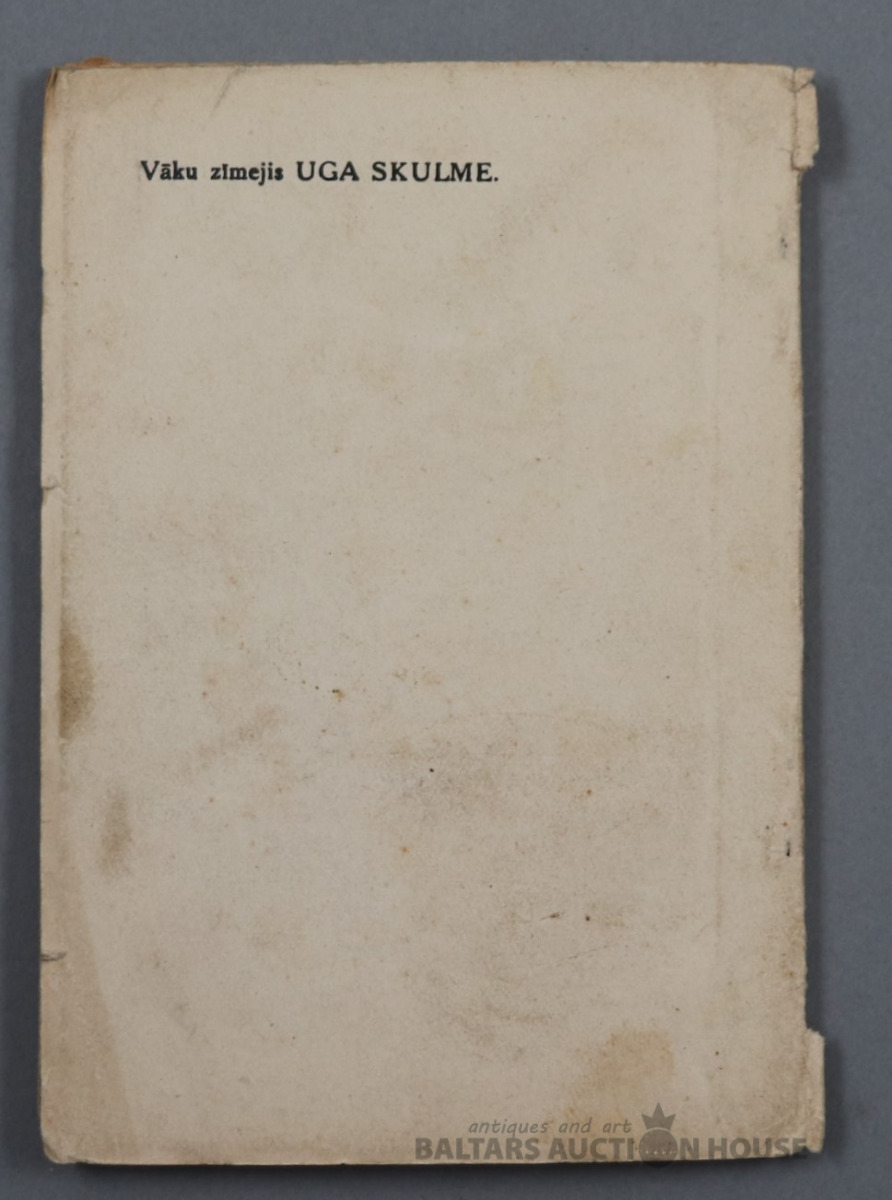 Vāku zīmejis UGA SKULME.
antiques and art
BALTARS AUCTION HOUSE